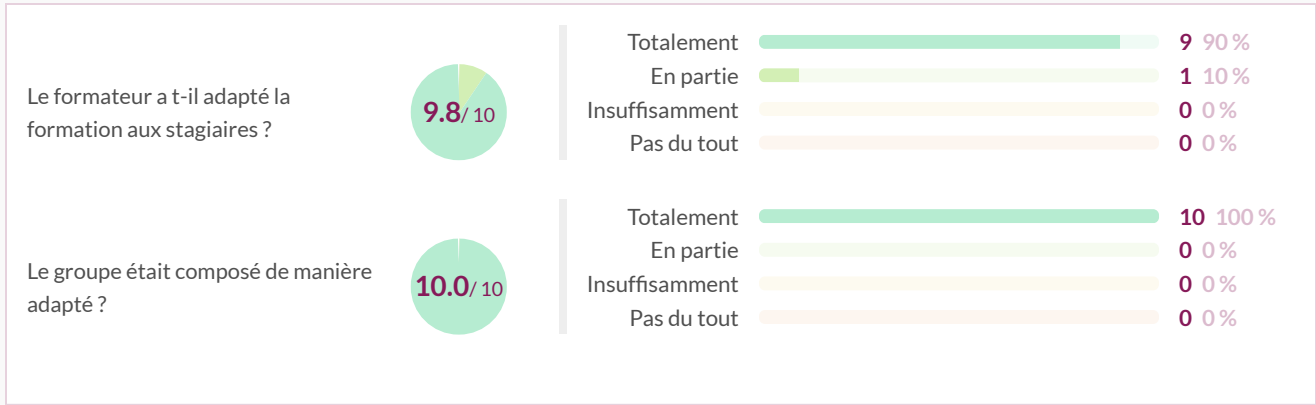 Le formateur a t-il adapté la
formation aux stagiaires ?
9.8/ 10
Totalement 9 90 %
En partie 1 10 %
Insuffisamment 0 0 %
Pas du tout 0 0 %
Le groupe était composé de manière
adapté ?
10.0/ 10
Totalement 10 100 %
En partie 0 0 %
Insuffisamment 0 0 %
Pas du tout 0 0 %